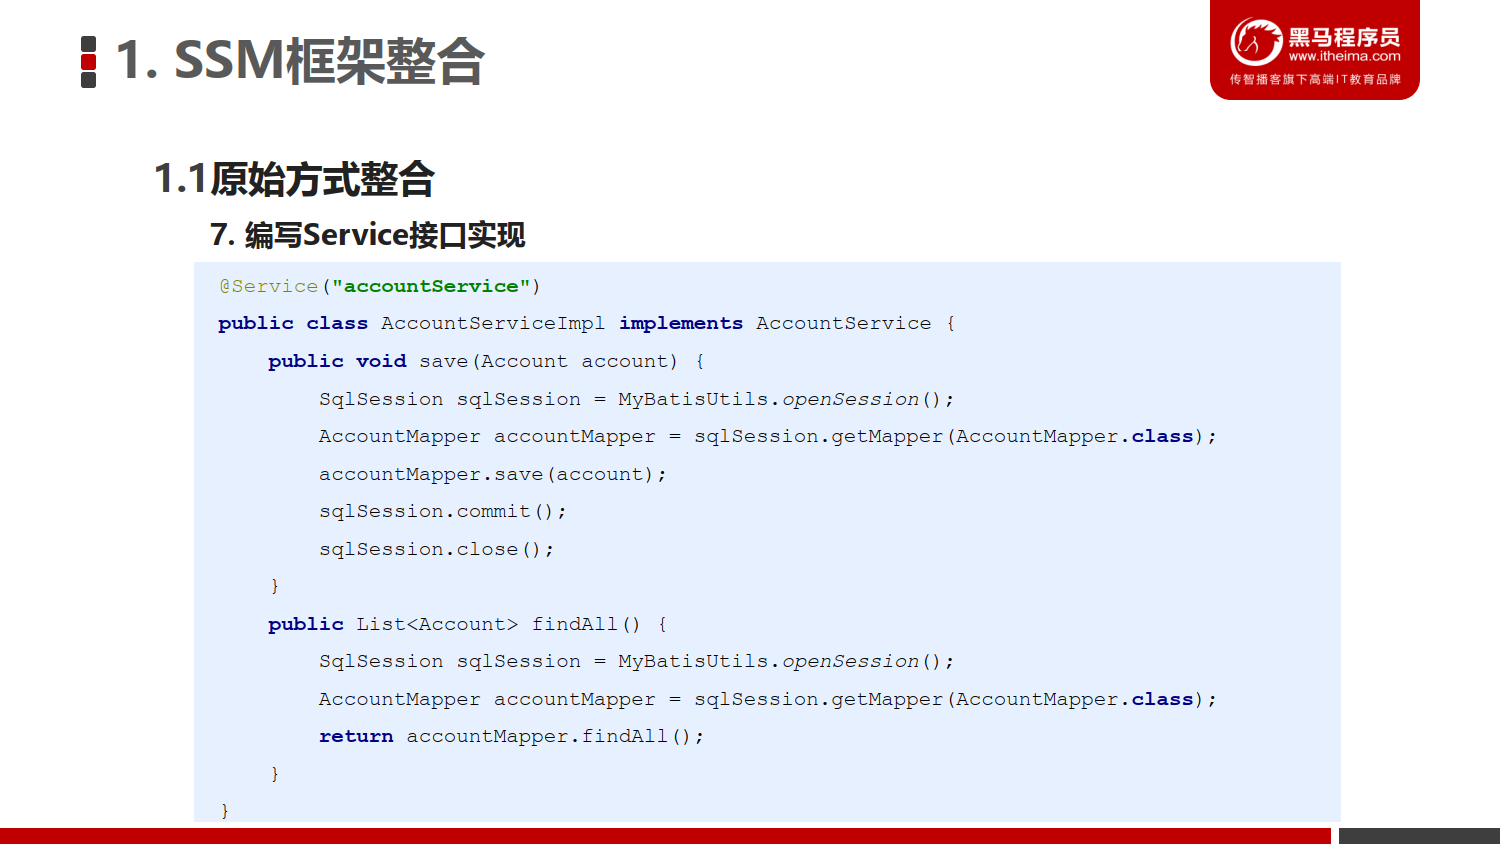 1. SSM框架整合
黑马程序员
www.itheima.com
传智播客旗下高端IT教育品牌
1.1原始方式整合
7. 编写Service接口实现
@Service("accountService")
public class AccountServiceImpl implements AccountService {
    public void save(Account account) {
        SqlSession sqlSession = MyBatisUtils.openSession();
        AccountMapper accountMapper = sqlSession.getMapper(AccountMapper.class);
        accountMapper.save(account);
        sqlSession.commit();
        sqlSession.close();
    }
    public List<Account> findAll() {
        SqlSession sqlSession = MyBatisUtils.openSession();
        AccountMapper accountMapper = sqlSession.getMapper(AccountMapper.class);
        return accountMapper.findAll();
    }
}